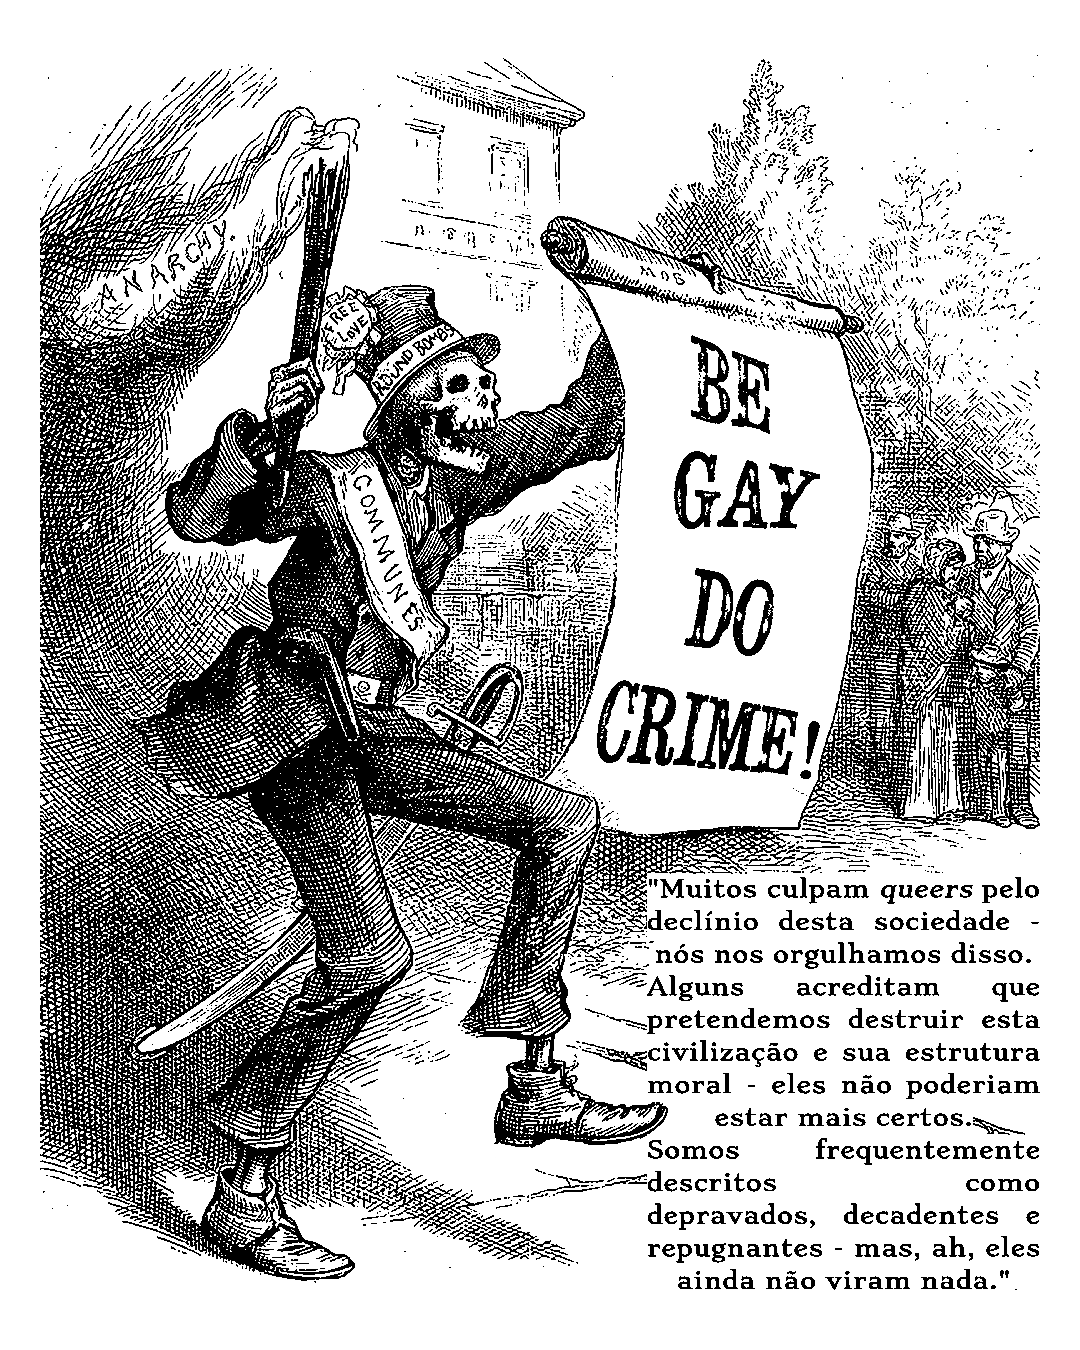 ANARCHY.
FREE
LOVE
ROUND BOMBS
COMMUNES
BE
GAY
DO
CRIME!
"Muitos culpam queers pelo
declínio desta sociedade -
nós nos orgulhamos disso.
Alguns acreditam que
pretendemos destruir esta
civilização e sua estrutura
moral - eles não poderiam
estar mais certos.
Somos frequentemente
descritos como
depravados, decadentes e
repugnantes - mas, ah, eles
ainda não viram nada."